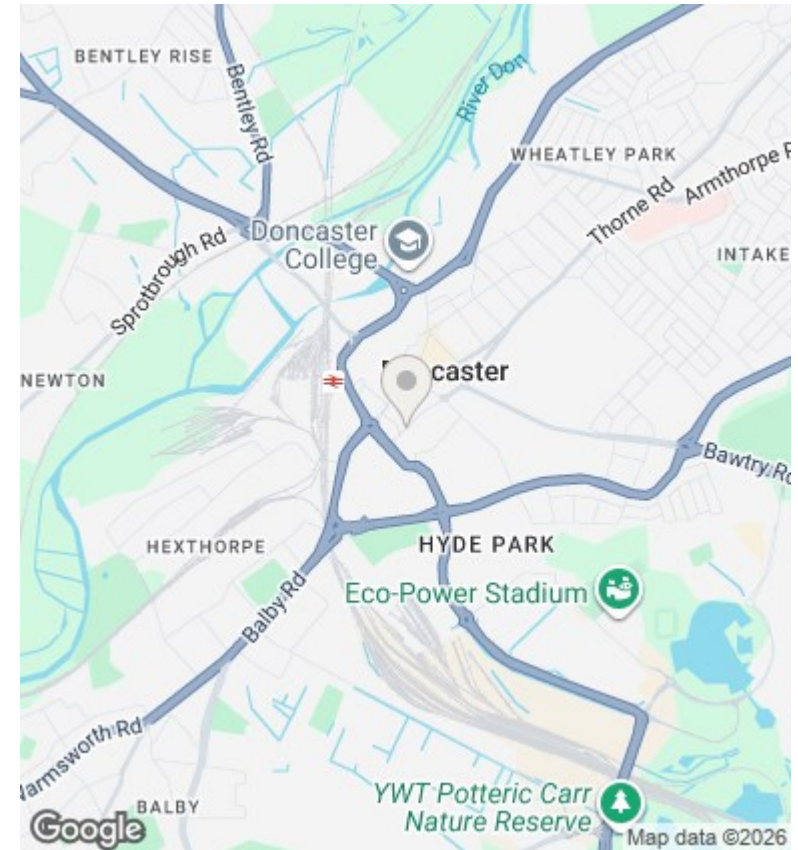 BENTLEY RISE
Bentley Rd
River Don
WHEATLEY PARK
Armthorpe R
Thorne Rd
Doncaster
College
Sprotbrough Rd
INTAKE
NEWTON
caster
Bawtry Rd
HEXTHORPE
HYDE PARK
Eco-Power Stadium
Balby Rd
Warmsworth Rd
BALBY
YWT Potteric Carr
Nature Reserve
Google
Map data ©2026